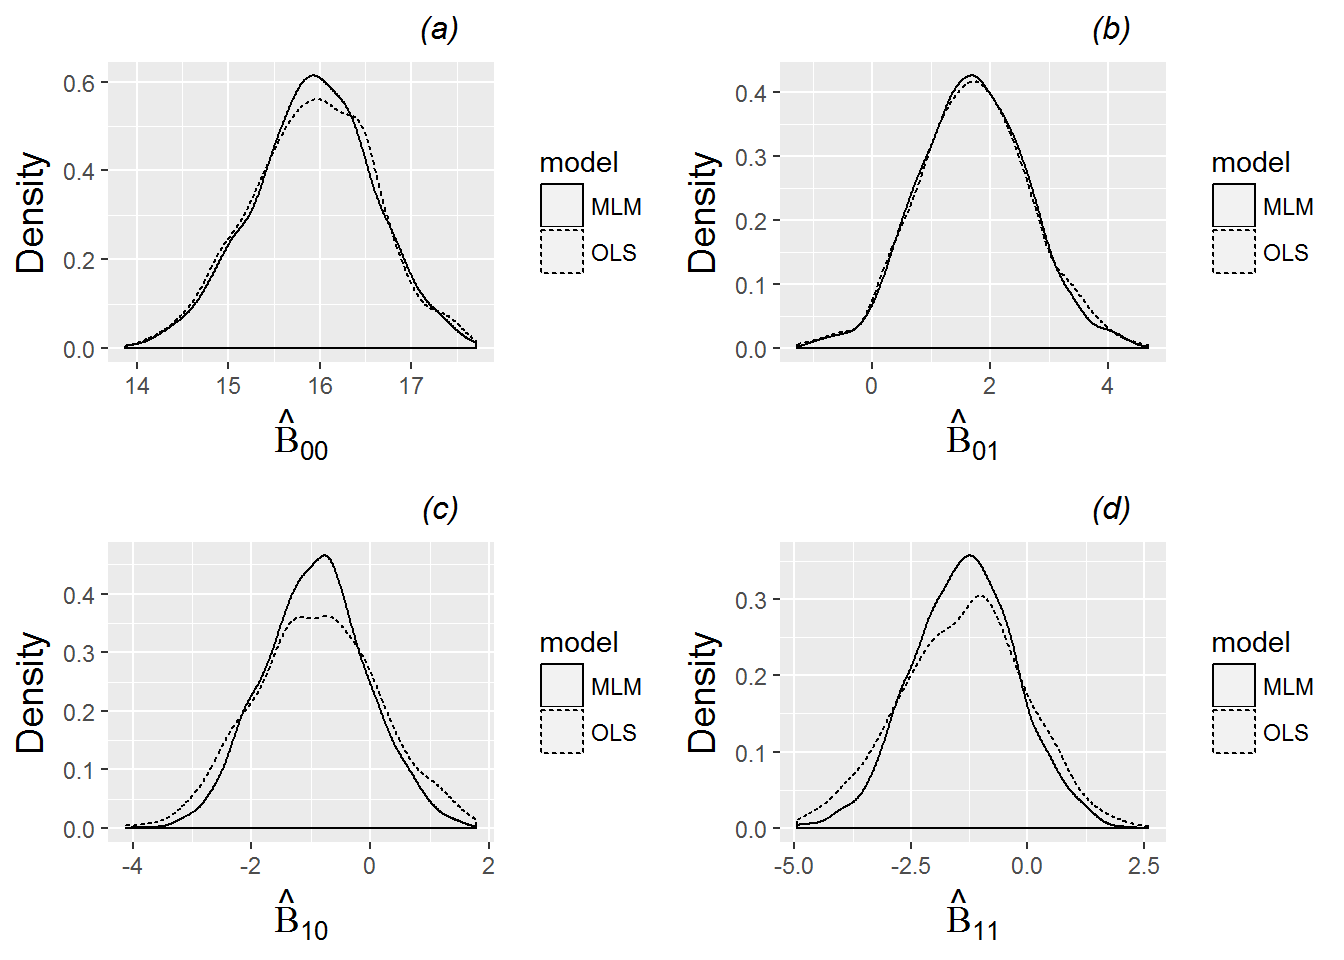 (a)
Density
0.6
0.4
0.2
0.0
14 15 16 17
B̂00
model
MLM
OLS
(b)
Density
0.4
0.3
0.2
0.1
0.0
0 2 4
B̂01
model
MLM
OLS
(c)
Density
0.4
0.3
0.2
0.1
0.0
-4 -2 0 2
B̂10
model
MLM
OLS
(d)
Density
0.3
0.2
0.1
0.0
-5.0 -2.5 0.0 2.5
B̂11
model
MLM
OLS